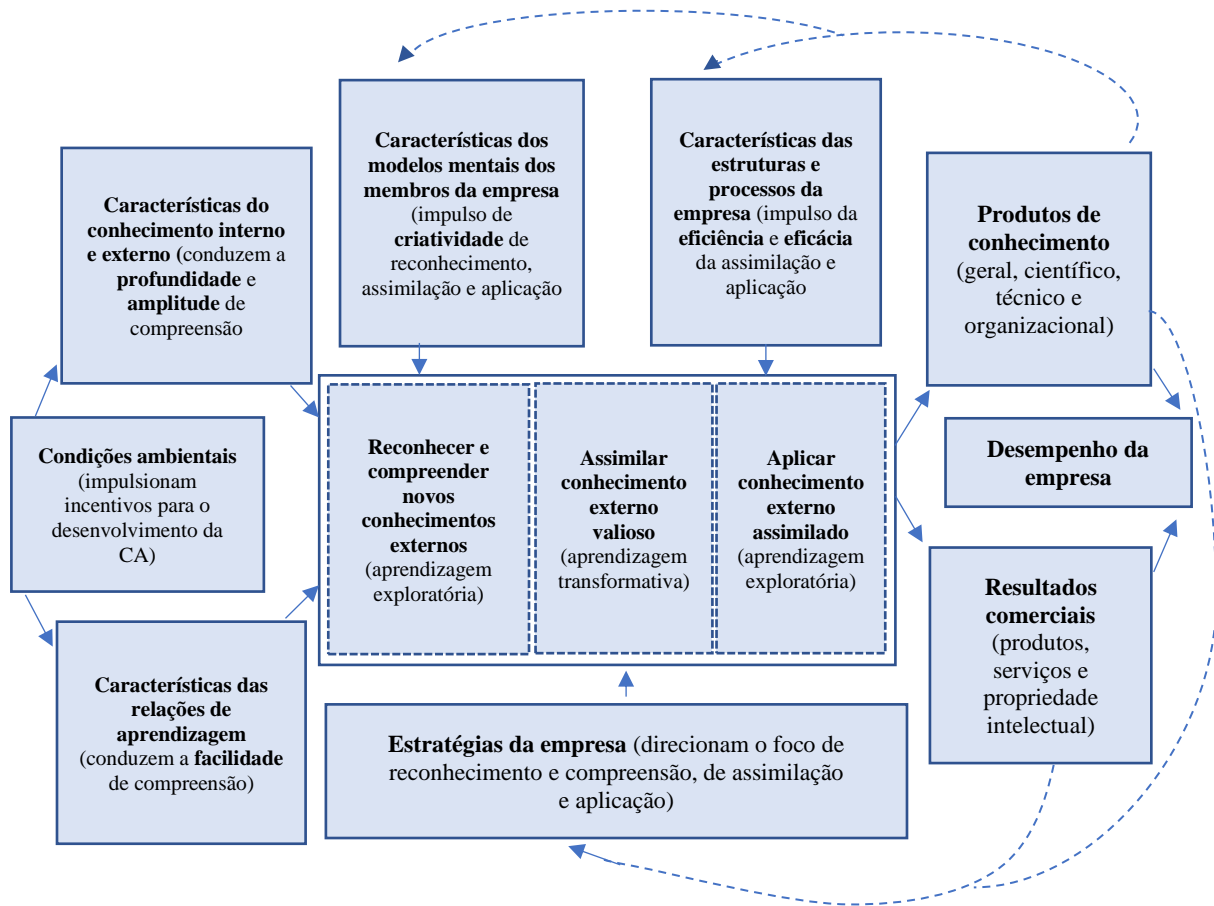 Características dos
modelos mentais dos
membros da empresa
(impulso de
criatividade de
reconhecimento,
assimilação e aplicação
Características das
estruturas e
processos da
empresa (impulso da
eficiência e eficácia
da assimilação e
aplicação
Características do
conhecimento interno
e externo (conduzem a
profundidade e
amplitude de
compreensão
Produtos de
conhecimento
(geral, científico,
técnico e
organizacional)
Condições ambientais
(impulsionam
incentivos para o
desenvolvimento da
CA)
Reconhecer e
compreender
novos
conhecimentos
externos
(aprendizagem
exploratória)
Assimilar
conhecimento
externo
valioso
(aprendizagem
transformativa)
Aplicar
conhecimento
externo
assimilado
(aprendizagem
exploratória)
Desempenho da
empresa
Características das
relações de
aprendizagem
(conduzem a facilidade
de compreensão)
Resultados
comerciais
(produtos,
serviços e
propriedade
intelectual)
Estratégias da empresa (direcionam o foco de
reconhecimento e compreensão, de assimilação
e aplicação)